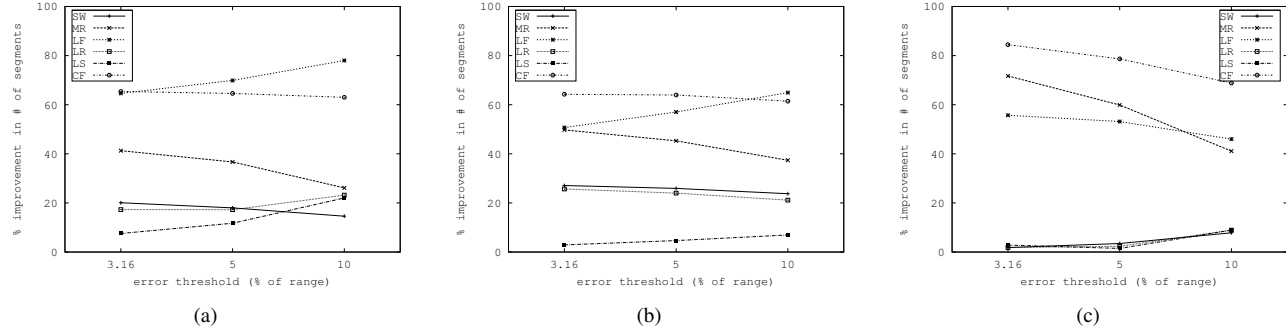 % improvement in # of segments
100
80
60
40
20
0
SW
MR
LF
LR
LS
CF
3.16 5 10
error threshold (% of range)
(a)
% improvement in # of segments
100
80
60
40
20
0
SW
MR
LF
LR
LS
CF
3.16 5 10
error threshold (% of range)
(b)
% improvement in # of segments
100
80
60
40
20
0
SW
MR
LF
LR
LS
CF
3.16 5 10
error threshold (% of range)
(c)